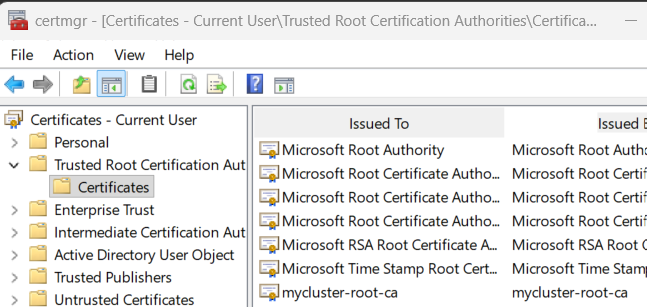 certmgr - [Certificates - Current User\Trusted Root Certification Authorities\Certifica...
File Action View Help
Certificates - Current User
Personal
Trusted Root Certification Aut
Certificates
Enterprise Trust
Intermediate Certification Aut
Active Directory User Object
Trusted Publishers
Untrusted Certificates
Issued To Issued
Microsoft Root Authority Microsoft Root Autho
Microsoft Root Certificate Autho... Microsoft Root Certif
Microsoft Root Certificate Autho... Microsoft Root Certif
Microsoft Root Certificate Autho... Microsoft Root Certif
Microsoft RSA Root Certificate A... Microsoft RSA Root C
Microsoft Time Stamp Root Cert... Microsoft Time Stam
mycluster-root-ca mycluster-root-ca